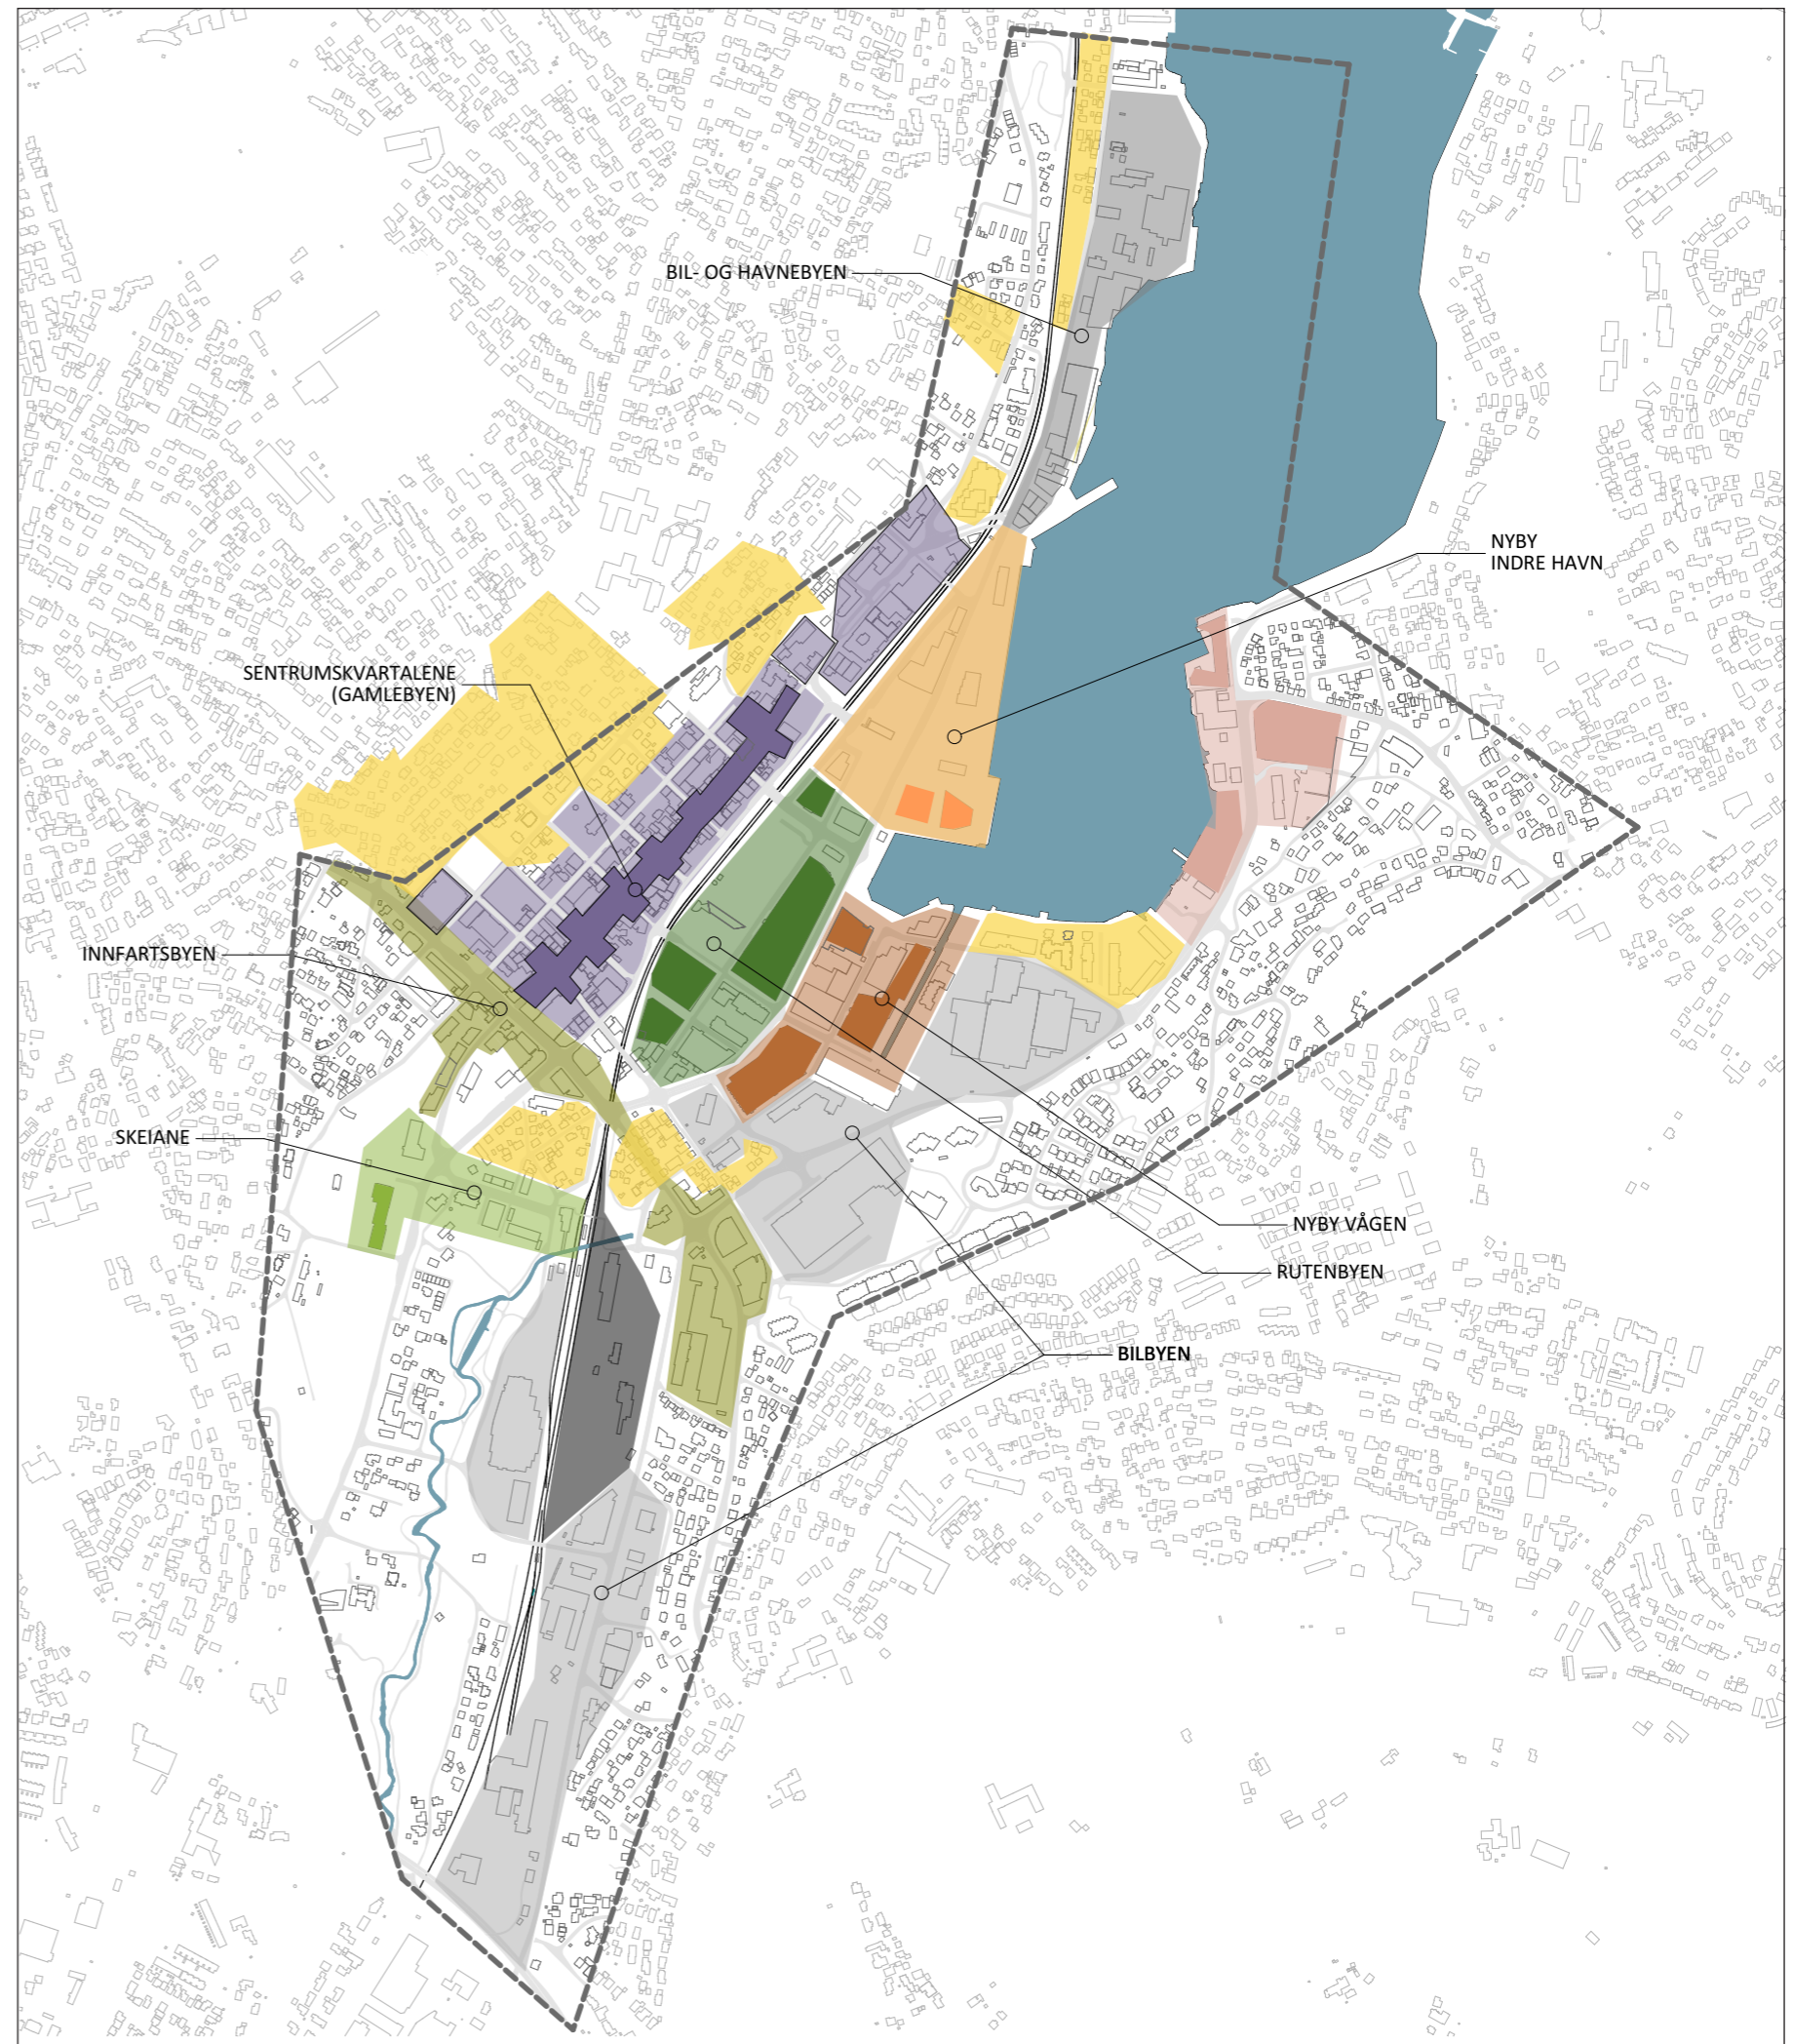 BIL- OG HAVNEBYEN
NYBY
INDRE HAVN
SENTRUMSKVARTALENE
(GAMLEBYEN)
INNFARTSBYEN
SKEIANE
NYBY VÅGEN
RUTENBYEN
BILBYEN